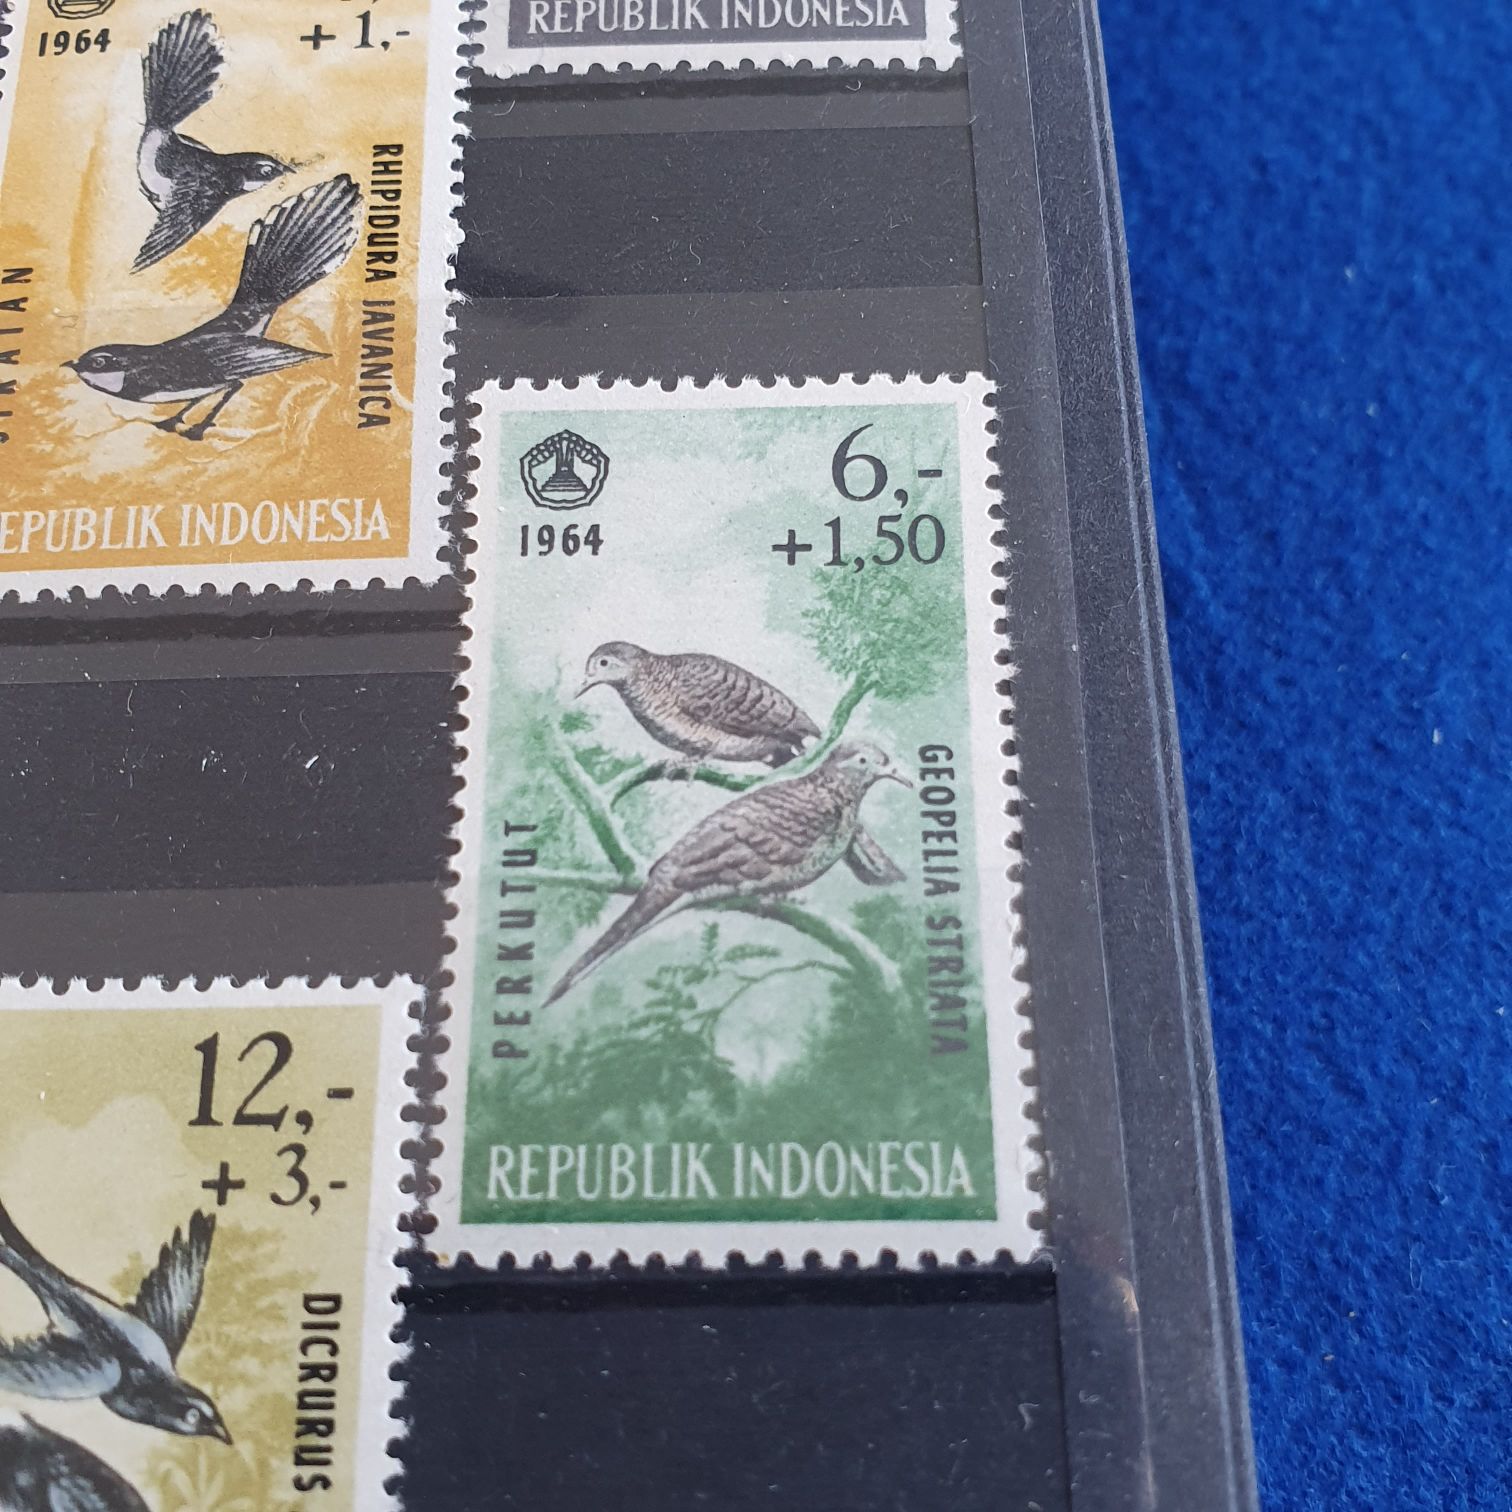 1964
+ 1,-
RHIPIDURA JAVANICA
REPUBLIK INDONESIA
REPUBLIK INDONESIA
1964
6,-
+1,50
PERKUTUT
GEOPELIA STRIATA
REPUBLIK INDONESIA
12,-
+ 3,-
DICRURUS